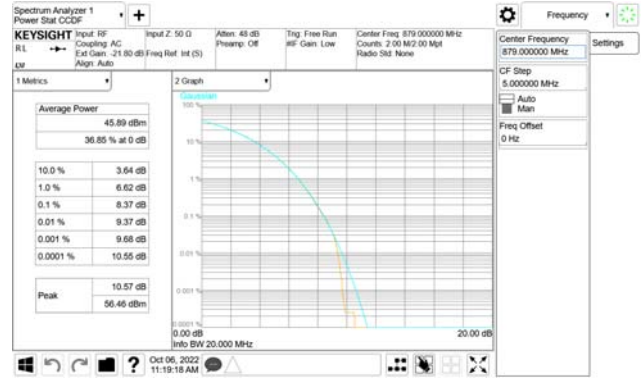 Spectrum Analyzer 1
Power Stat CCDF
Frequency
KEYSIGHT
RL
LU
Input: RF
Coupling: AC
Ext Gain: -21.80 dB
Align: Auto
Input Z: 50 Ω
Freq Ref: Int (S)
Atten: 48 dB
Preamp: Off
Trig: Free Run
#IF Gain: Low
Center Freq: 879.000000 MHz
Counts: 2.00 M/2.00 Mpt
Radio Std: None
Center Frequency
879.000000 MHz
Settings
CF Step
5.000000 MHz
Auto
Man
Freq Offset
0 Hz
1 Metrics
2 Graph
Average Power
45.89 dBm
36.85 % at 0 dB
10.0 % 3.64 dB
1.0 % 6.62 dB
0.1 % 8.37 dB
0.01 % 9.37 dB
0.001 % 9.68 dB
0.0001 % 10.55 dB
Peak
10.57 dB
56.46 dBm
Gaussian
100 %
10 %
1 %
0.1 %
0.01 %
0.001 %
0.0001 %
0.00 dB
20.00 dB
Info BW 20.000 MHz
?
Oct 06, 2022
11:19:18 AM